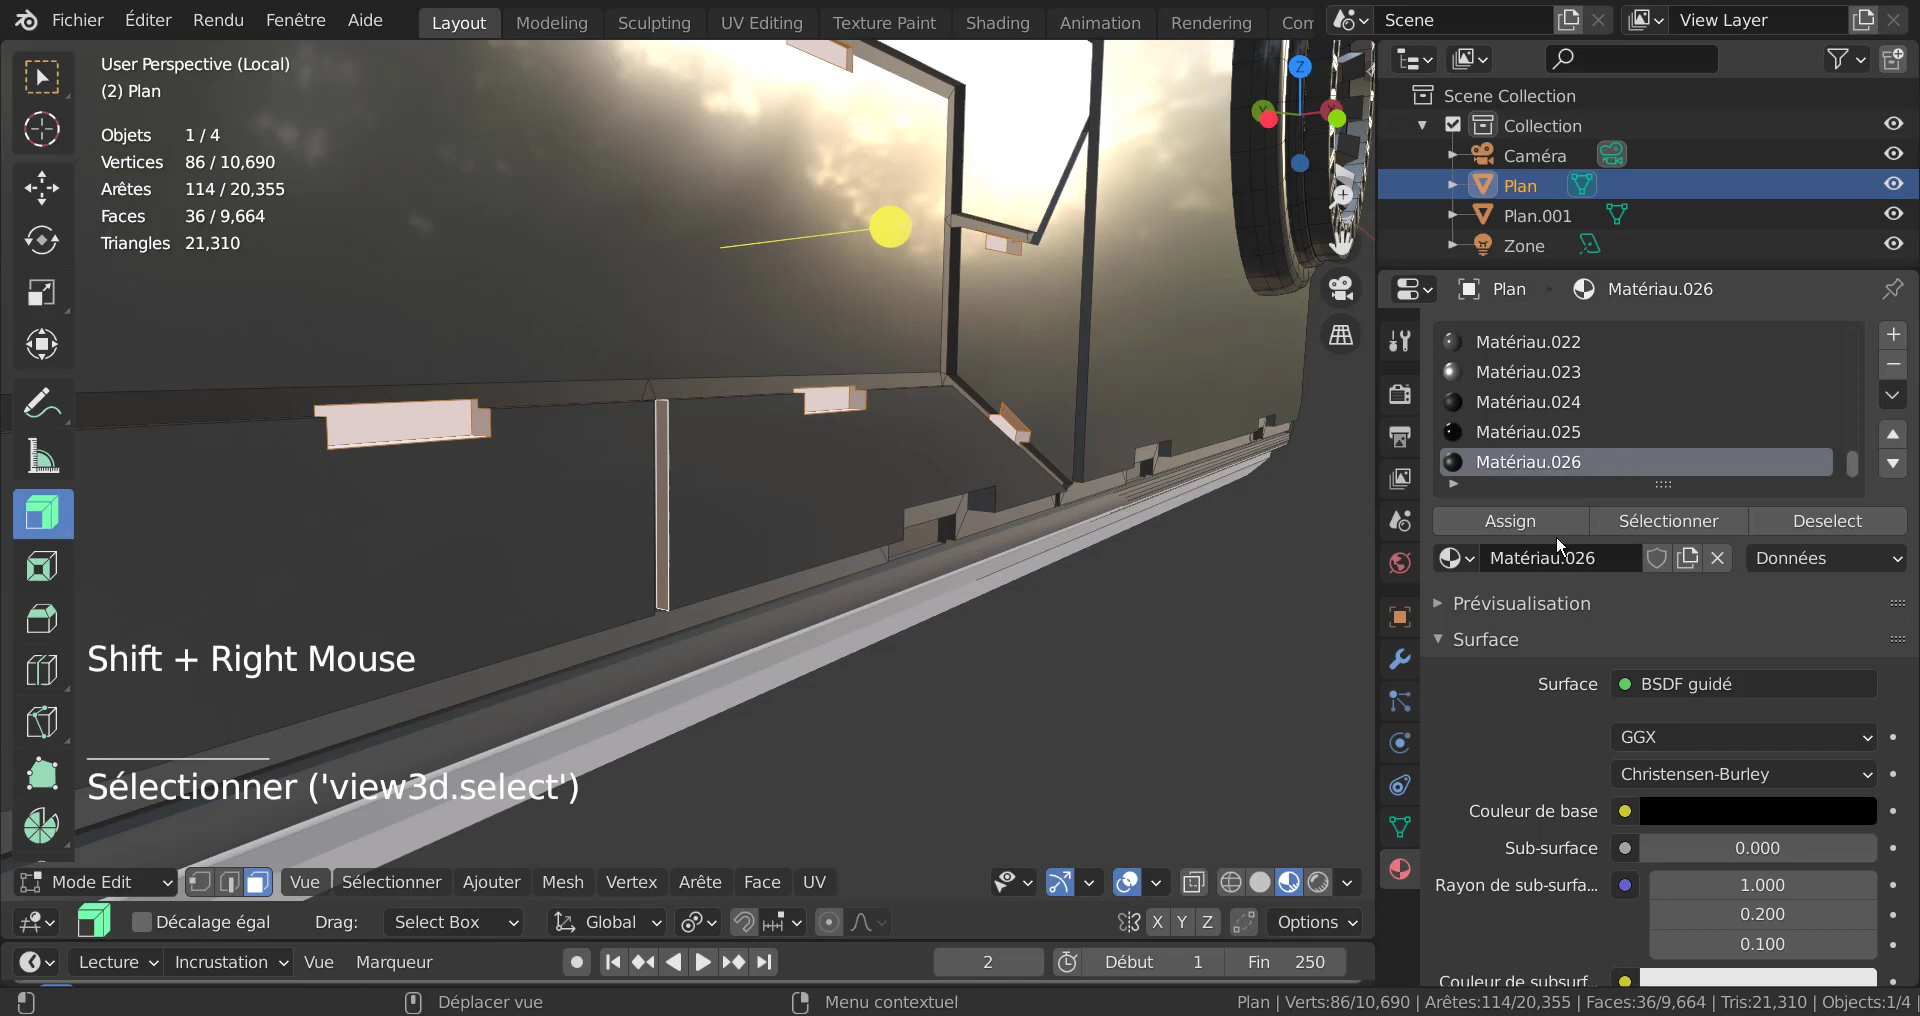 Fichier Éditer Rendu Fenêtre Aide Layout Modeling Sculpting UV Editing Texture Paint Shading Animation Rendering Com Scene View Layer
User Perspective (Local)
(2) Plan
Objets 1 / 4
Vertices 86 / 10,690
Arêtes 114 / 20,355
Faces 36 / 9,664
Triangles 21,310
Z
Y
Shift + Right Mouse
Sélectionner ('view3d.select')
Scene Collection
Collection
Caméra
Plan
Plan.001
Zone
Plan Matériau.026
Matériau.022
Matériau.023
Matériau.024
Matériau.025
Matériau.026
Assign Sélectionner Deselect
Matériau.026 Données
Prévisualisation
Surface
Surface BSDF guidé
GGX
Christensen-Burley
Couleur de base
Sub-surface 0.000
Rayon de sub-surfa... 1.000
0.200
0.100
Couleur de subsurf...
Mode Edit Vue Sélectionner Ajouter Mesh Vertex Arête Face UV
Décalage égal Drag: Select Box Global X Y Z Options
Lecture Incrustation Vue Marqueur 2 Début 1 Fin 250
Déplacer vue Menu contextuel Plan | Verts:86/10,690 | Arêtes:114/20,355 | Faces:36/9,664 | Tris:21,310 | Objects:1/4